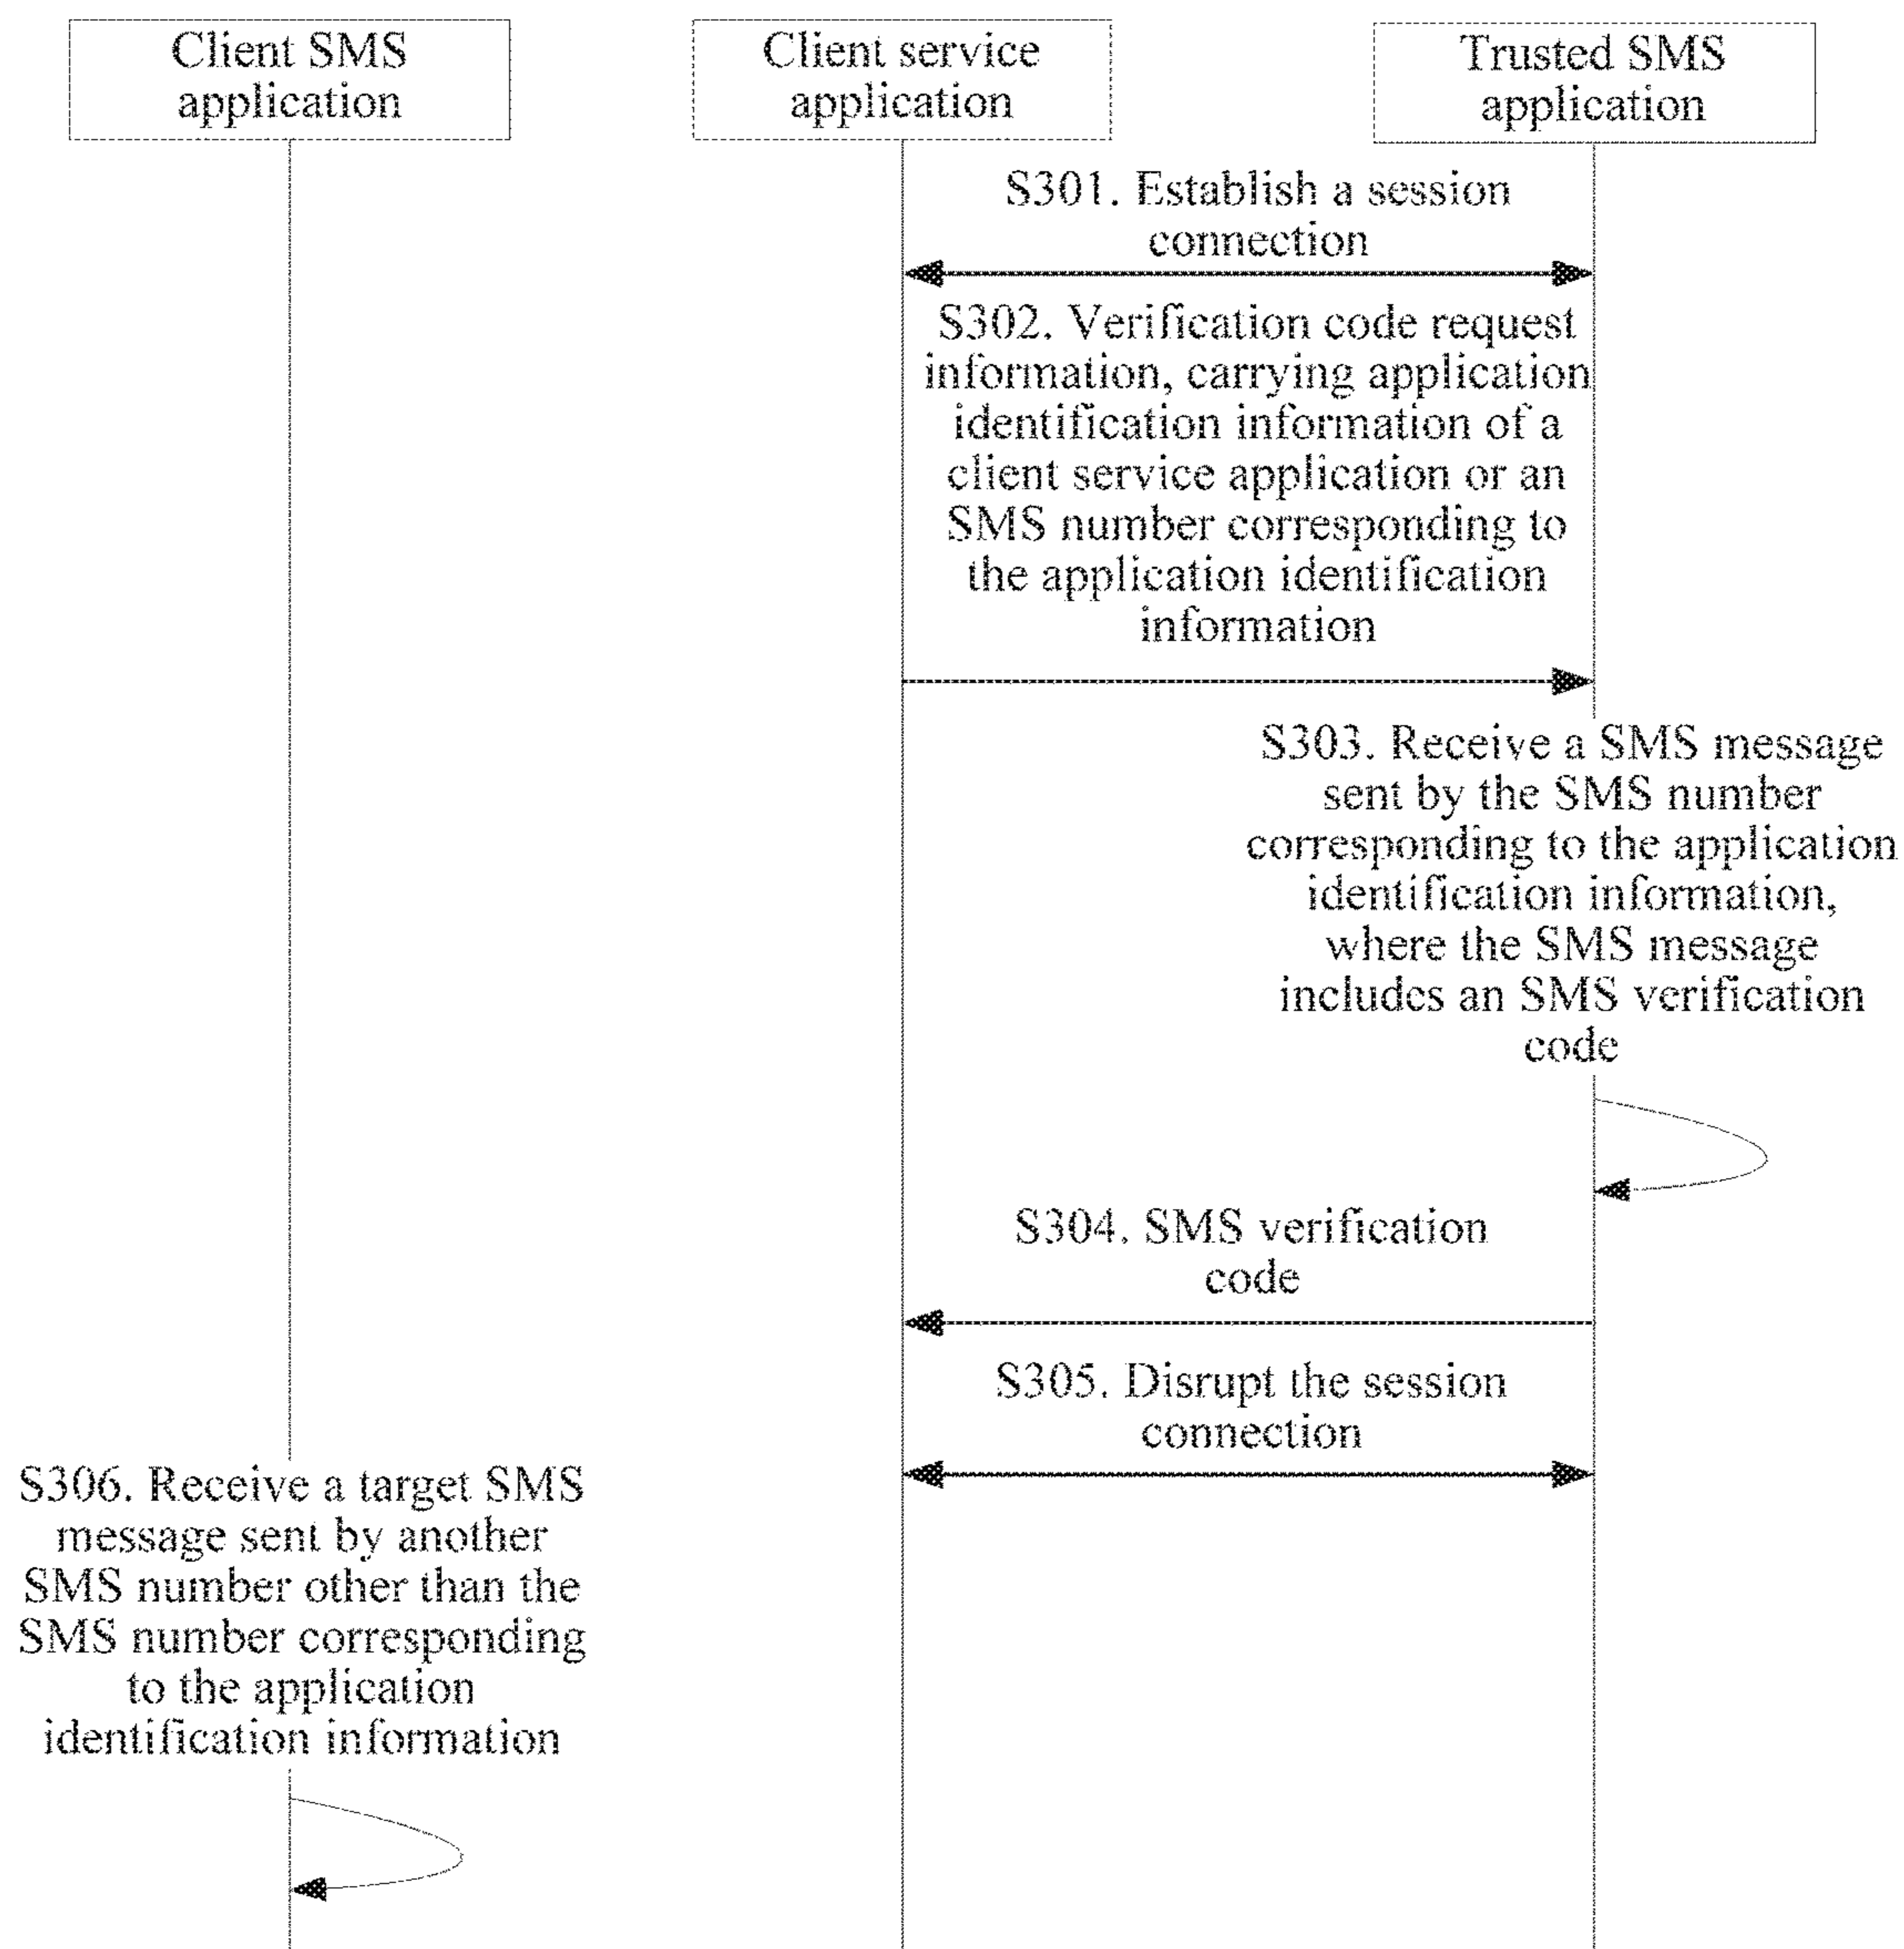 Client SMS
application
Client service
application
Trusted SMS
application
S301. Establish a session
connection
S302. Verification code request
information, carrying application
identification information of a
client service application or an
SMS number corresponding to
the application identification
information
S303. Receive a SMS message
sent by the SMS number
corresponding to the application
identification information,
where the SMS message
includes an SMS verification
code
S304. SMS verification
code
S305. Disrupt the session
connection
S306. Receive a target SMS
message sent by another
SMS number other than the
SMS number corresponding
to the application
identification information